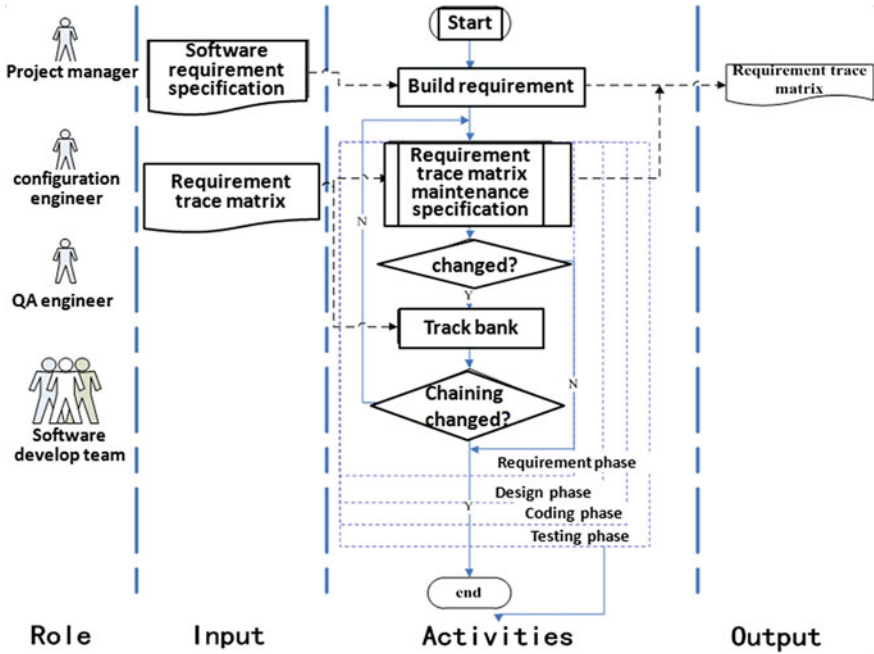 Start
Project manager
Software
requirement
specification
Build requirement
Requirement trace
matrix
configuration
engineer
Requirement
trace matrix
Requirement
trace matrix
maintenance
specification
N
QA engineer
changed?
Y
Track bank
N
Software
develop team
Chaining
changed?
Requirement phase
Design phase
Y
Coding phase
Testing phase
end
Role
Input
Activities
Output